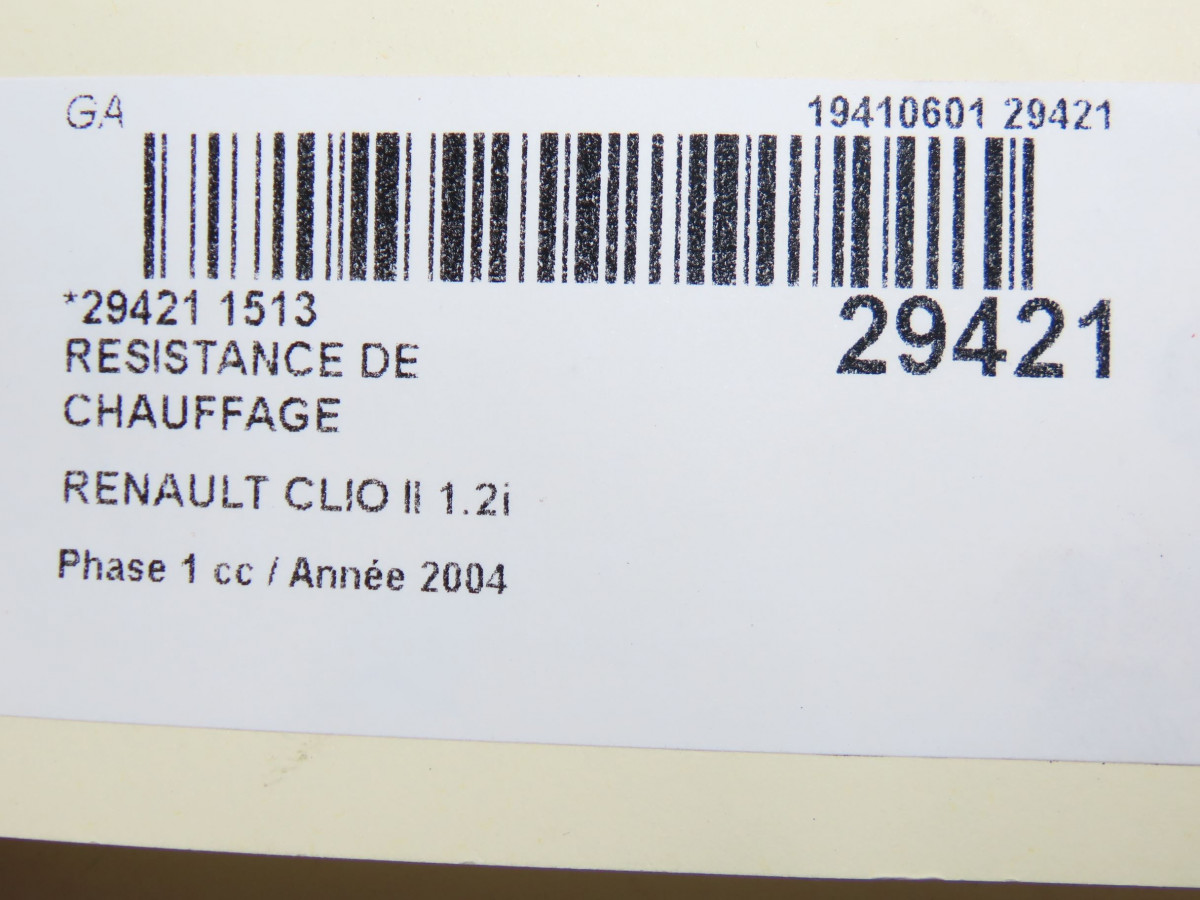 GA
19410601 29421
*29421 1513
29421
RESISTANCE DE
CHAUFFAGE
RENAULT CLIO II 1.2i
Phase 1 cc / Année 2004